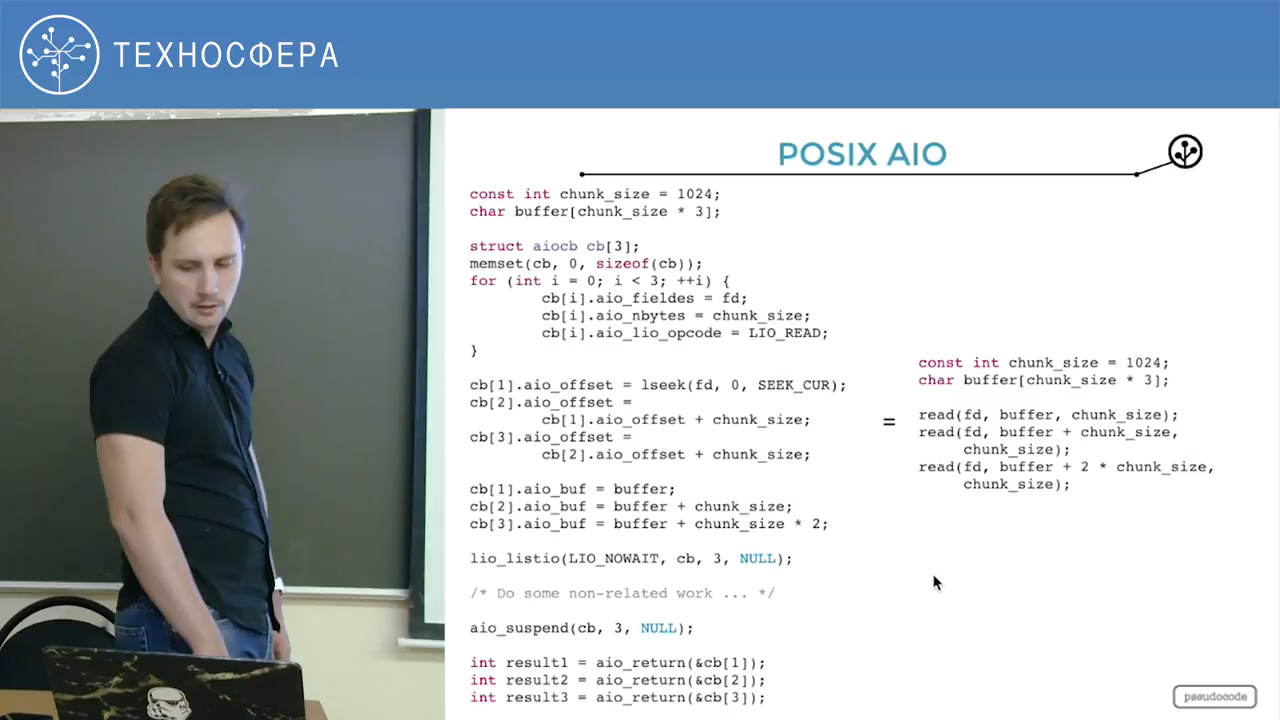 ТЕХНОСФЕРА
POSIX AIO
const int chunk_size = 1024;
char buffer[chunk_size * 3];
struct aiocb cb[3];
memset(cb, 0, sizeof(cb));
for (int i = 0; i < 3; ++i) {
cb[i].aio_fieldes = fd;
cb[i].aio_nbytes = chunk_size;
cb[i].aio_lio_opcode = LIO_READ;
}
cb[1].aio_offset = lseek(fd, 0, SEEK_CUR);
cb[2].aio_offset =
cb[1].aio_offset + chunk_size;
cb[3].aio_offset =
cb[2].aio_offset + chunk_size;
cb[1].aio_buf = buffer;
cb[2].aio_buf = buffer + chunk_size;
cb[3].aio_buf = buffer + chunk_size * 2;
lio_listio(LIO_NOWAIT, cb, 3, NULL);
/* Do some non-related work ... */
aio_suspend(cb, 3, NULL);
int result1 = aio_return(&cb[1]);
int result2 = aio_return(&cb[2]);
int result3 = aio_return(&cb[3]);
=
const int chunk_size = 1024;
char buffer[chunk_size * 3];
read(fd, buffer, chunk_size);
read(fd, buffer + chunk_size,
chunk_size);
read(fd, buffer + 2 * chunk_size,
chunk_size);
pseudocode